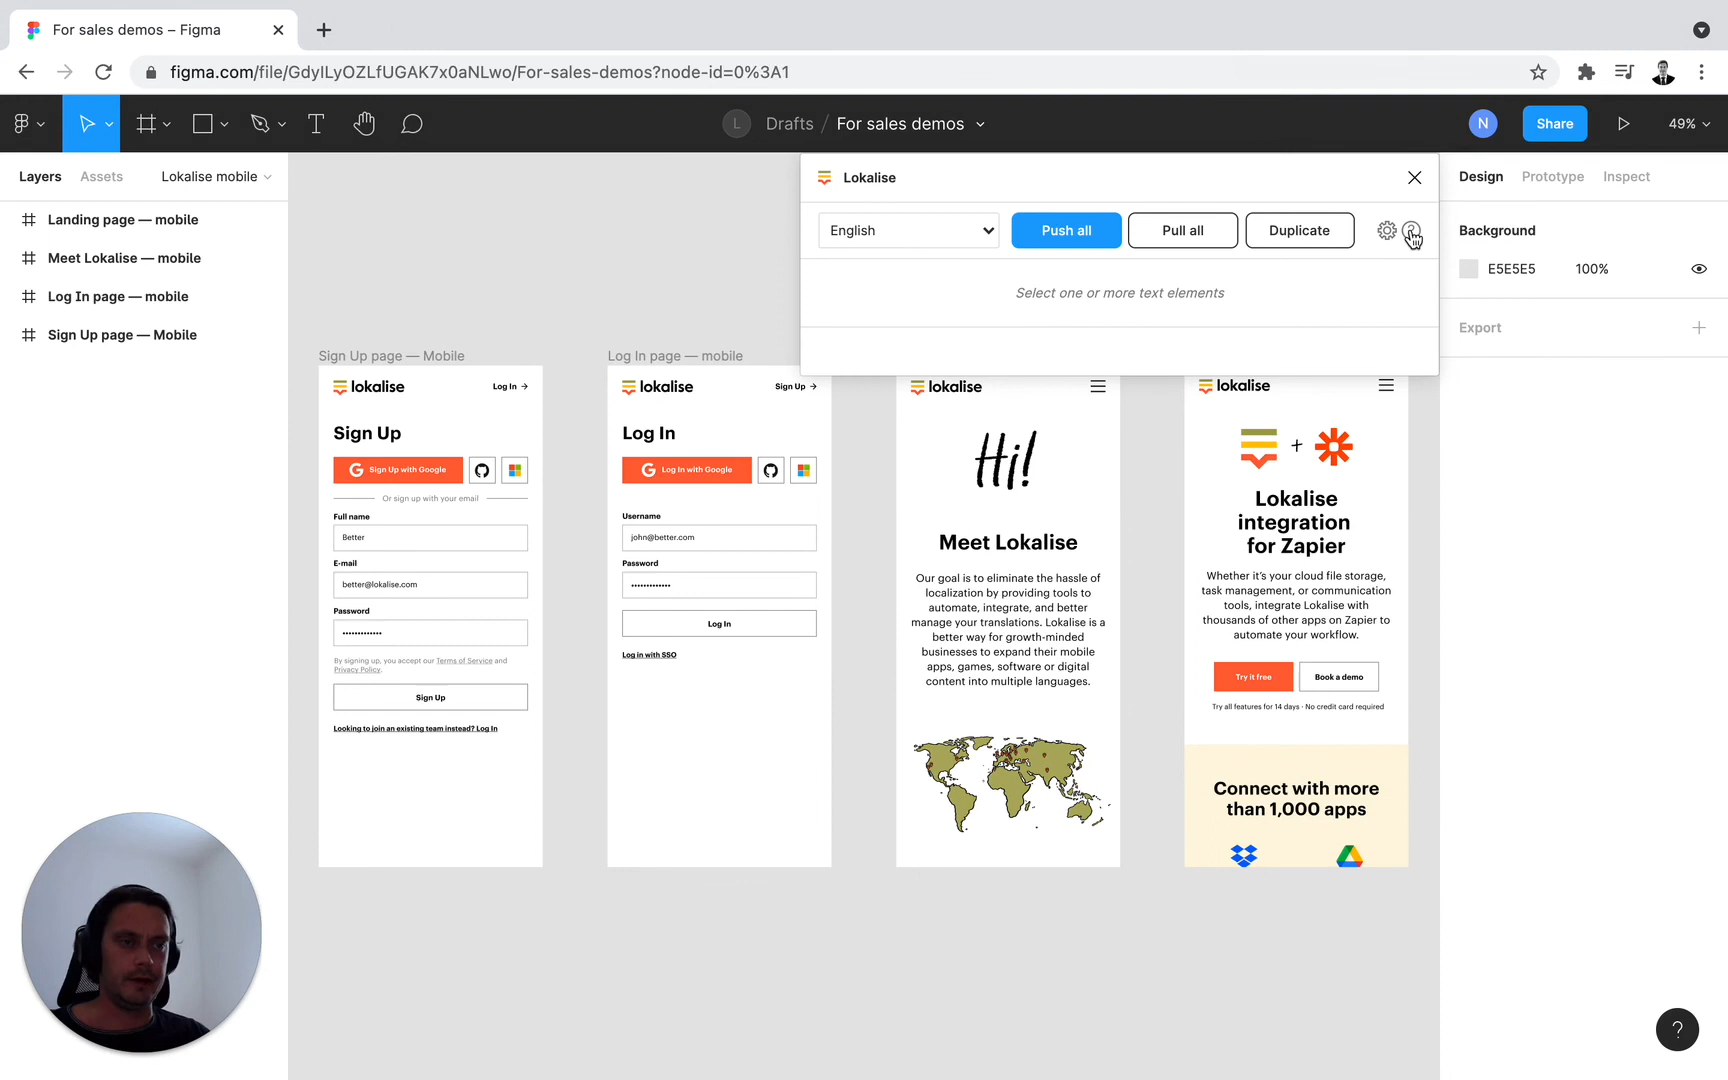 For sales demos – Figma
figma.com/file/GdyILyOZLfUGAK7x0aNLwo/For-sales-demos?node-id=0%3A1
L
Drafts / For sales demos
N
Share
49%
Layers
Assets
Lokalise mobile
Landing page — mobile
Meet Lokalise — mobile
Log In page — mobile
Sign Up page — Mobile
Lokalise
English
Push all
Pull all
Duplicate
?
Select one or more text elements
Design
Prototype
Inspect
Background
E5E5E5
100%
Export
Sign Up page — Mobile
lokalise
Log In →
Sign Up
Sign Up with Google
Or sign up with your email
Full name
Better
E-mail
better@lokalise.com
Password
•••••••••••••
By signing up, you accept our Terms of Service and
Privacy Policy.
Sign Up
Looking to join an existing team instead? Log In
Log In page — mobile
lokalise
Sign Up →
Log In
Log In with Google
Username
john@better.com
Password
•••••••••••••
Log In
Log in with SSO
lokalise
Hi!
Meet Lokalise
Our goal is to eliminate the hassle of
localization by providing tools to
automate, integrate, and better
manage your translations. Lokalise is a
better way for growth-minded
businesses to expand their mobile
apps, games, software or digital
content into multiple languages.
lokalise
+
Lokalise
integration
for Zapier
Whether it's your cloud file storage,
task management, or communication
tools, integrate Lokalise with
thousands of other apps on Zapier to
automate your workflow.
Try it free
Book a demo
Try all features for 14 days · No credit card required
Connect with more
than 1,000 apps
?